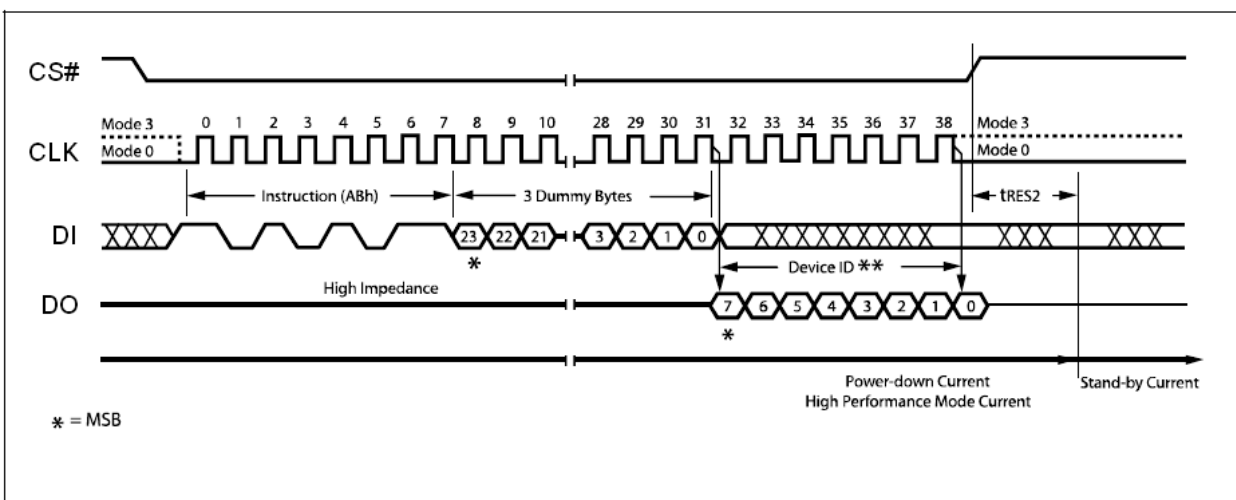 CS#
Mode 3 0 1 2 3 4 5 6 7 8 9 10 28 29 30 31 32 33 34 35 36 37 38 Mode 3
CLK Mode 0 Mode 0
Instruction (ABh) 3 Dummy Bytes tRES2
DI 23 22 21 3 2 1 0
* Device ID **
High Impedance
DO 7 6 5 4 3 2 1 0
*
Power-down Current Stand-by Current
High Performance Mode Current
* = MSB